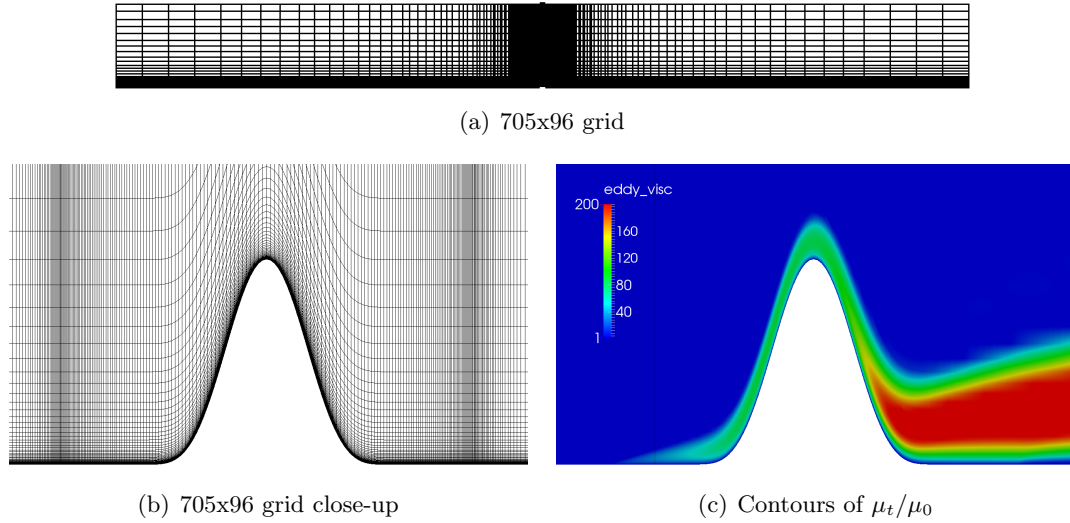 (a) 705x96 grid
eddy_visc
200
160
120
80
40
1
(b) 705x96 grid close-up
(c) Contours of μt/μ0